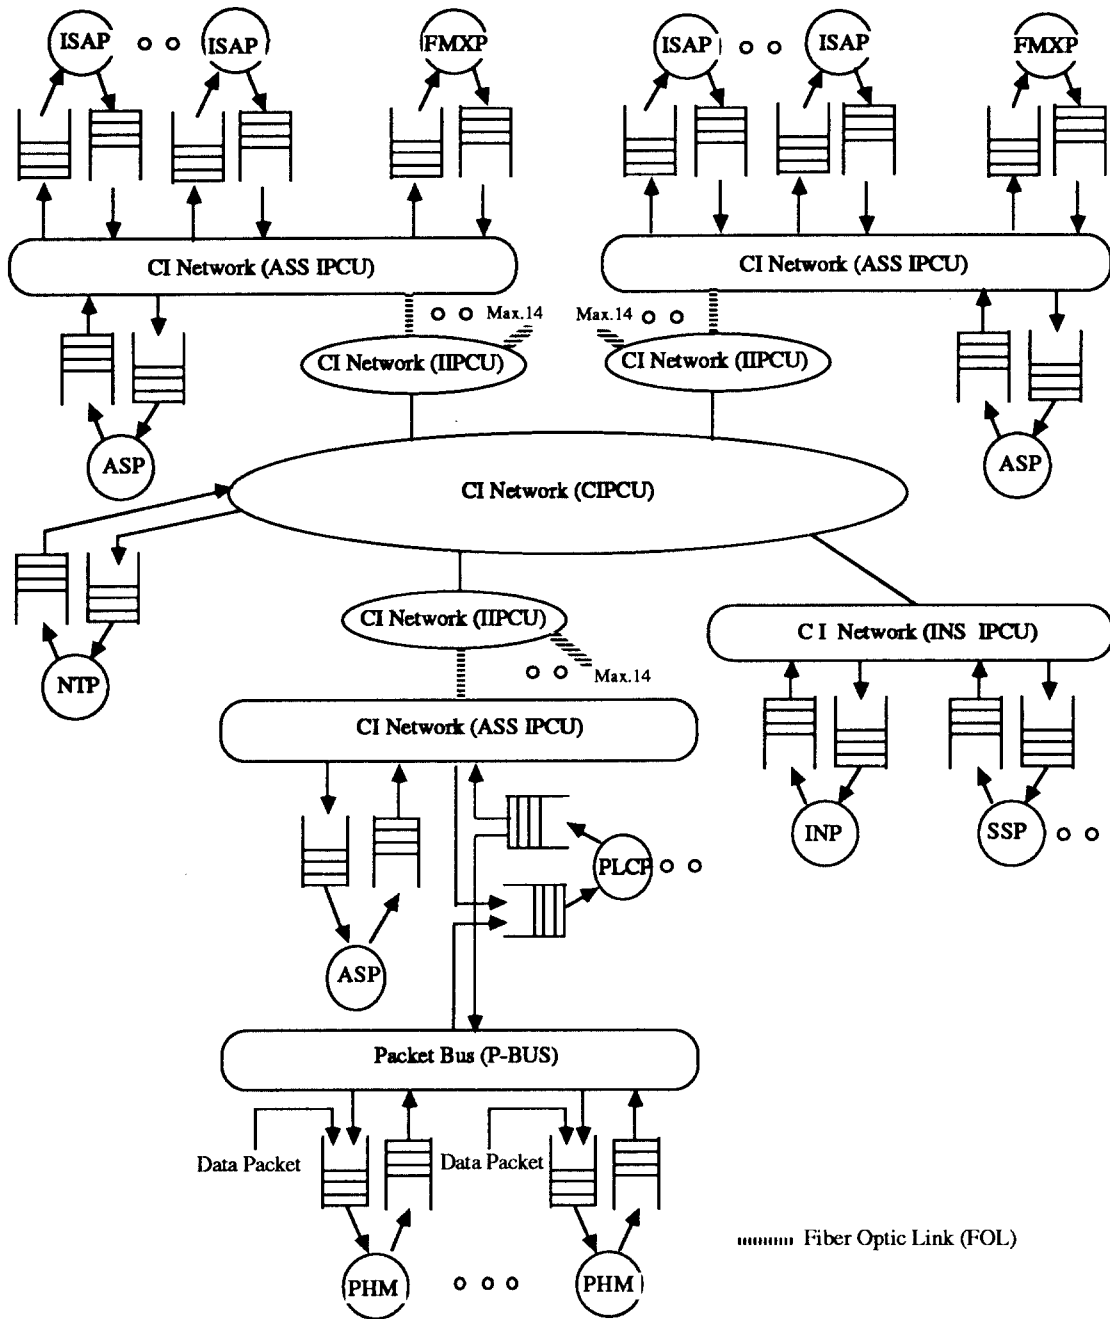 ISAP
ISAP
FMXP
ISAP
ISAP
FMXP
CI Network (ASS IPCU)
CI Network (ASS IPCU)
Max.14
Max.14
CI Network (IIPCU)
CI Network (IIPCU)
ASP
ASP
CI Network (CIPCU)
CI Network (IIPCU)
C I Network (INS IPCU)
NTP
Max.14
CI Network (ASS IPCU)
INP
SSP
PLCP
ASP
Packet Bus (P-BUS)
Data Packet
Data Packet
Fiber Optic Link (FOL)
PHM
PHM